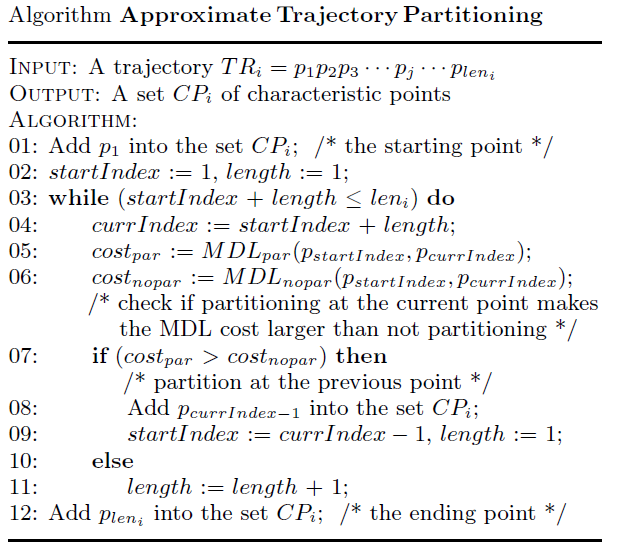 Algorithm Approximate Trajectory Partitioning
INPUT: A trajectory TR_i = p_1p_2p_3 ⋯ p_j ⋯ p_{len_i}
OUTPUT: A set CP_i of characteristic points
ALGORITHM:
01: Add p_1 into the set CP_i; /* the starting point */
02: startIndex := 1, length := 1;
03: while (startIndex + length ≤ len_i) do
04: currIndex := startIndex + length;
05: cost_{par} := MDL_{par}(p_{startIndex}, p_{currIndex});
06: cost_{nopar} := MDL_{nopar}(p_{startIndex}, p_{currIndex});
/* check if partitioning at the current point makes
the MDL cost larger than not partitioning */
07: if (cost_{par} > cost_{nopar}) then
/* partition at the previous point */
08: Add p_{currIndex−1} into the set CP_i;
09: startIndex := currIndex − 1, length := 1;
10: else
11: length := length + 1;
12: Add p_{len_i} into the set CP_i; /* the ending point */